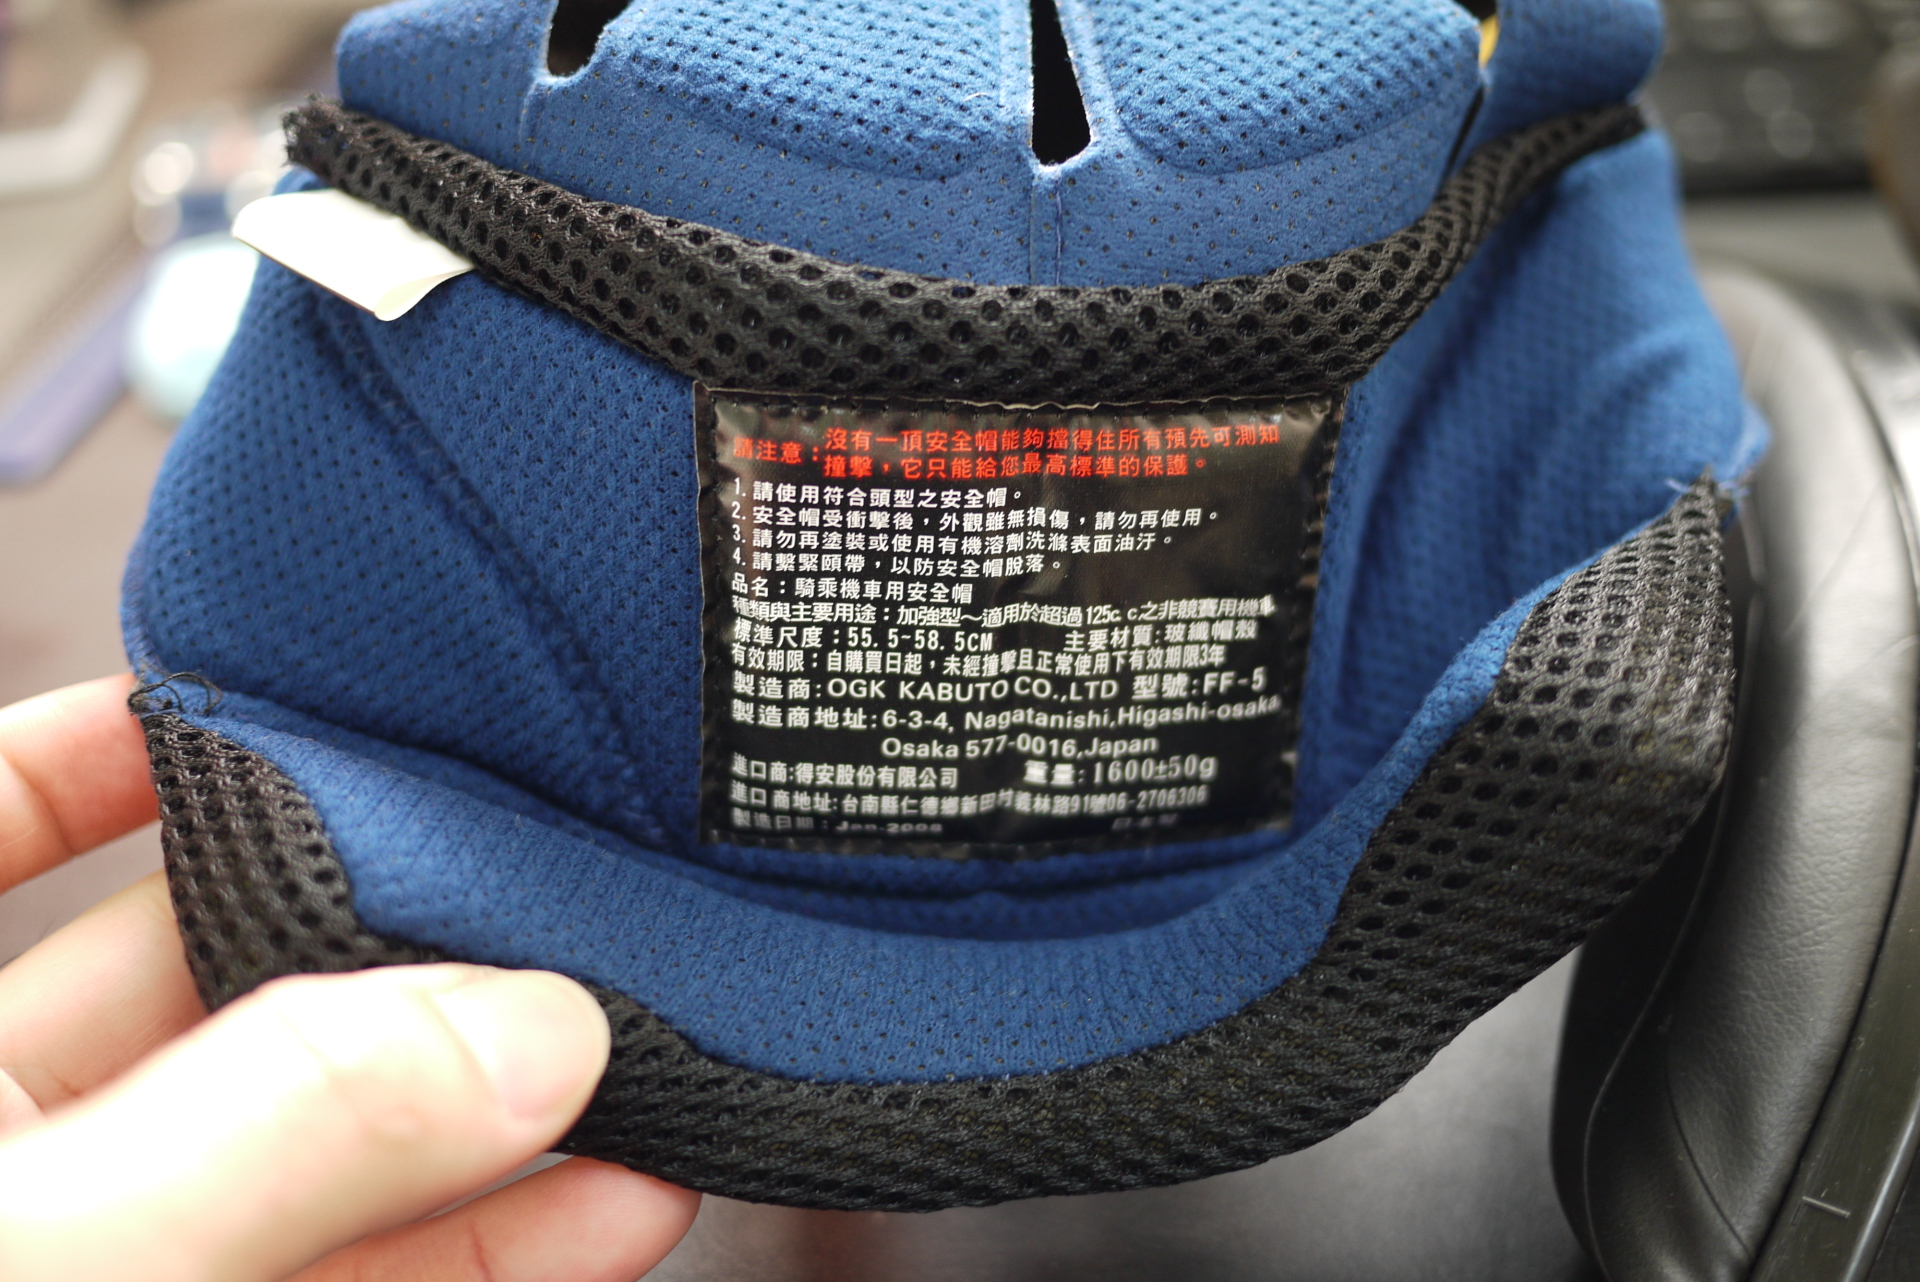 請注意：沒有一頂安全帽能夠擋得住所有預先可測知
撞擊，它只能給您最高標準的保護。
1. 請使用符合頭型之安全帽。
2. 安全帽受衝擊後，外觀雖無損傷，請勿再使用。
3. 請勿再塗裝或使用有機溶劑洗滌表面油汙。
4. 請繫緊頤帶，以防安全帽脫落。
品名：騎乘機車用安全帽
種類與主要用途：加強型～適用於超過125c.c之非競賽用機車
標準尺度：55.5~58.5CM 主要材質：玻纖帽殼
有效期限：自購買日起，未經撞擊且正常使用下有效期限3年
製造商：OGK KABUTO CO.,LTD 型號：FF-5
製造商地址：6-3-4, Nagatanishi,Higashi-osaka
Osaka 577-0016,Japan
進口商：得安股份有限公司 重量：1600±50g
進口商地址：台南縣仁德鄉新田村義林路91號06-2706306
製造日期：